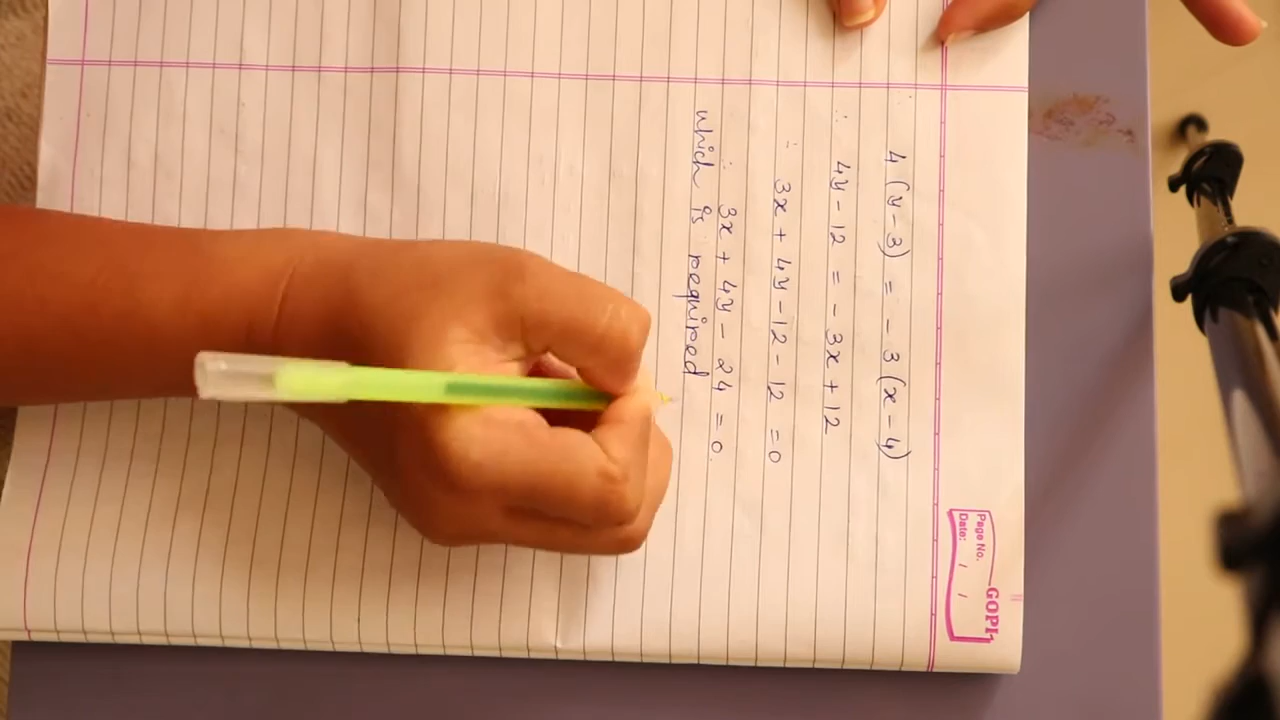 GOPI
Page No.
Date: / /
4 (y - 3) = - 3 (x - 4)
∴ 4y - 12 = - 3x + 12
∴ 3x + 4y - 12 - 12 = 0
∴ 3x + 4y - 24 = 0.
which is required